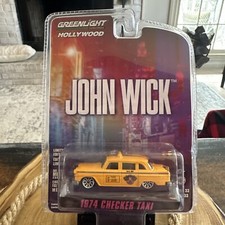 GREENLIGHT
HOLLYWOOD
JOHN WICK
1974 CHECKER TAXI